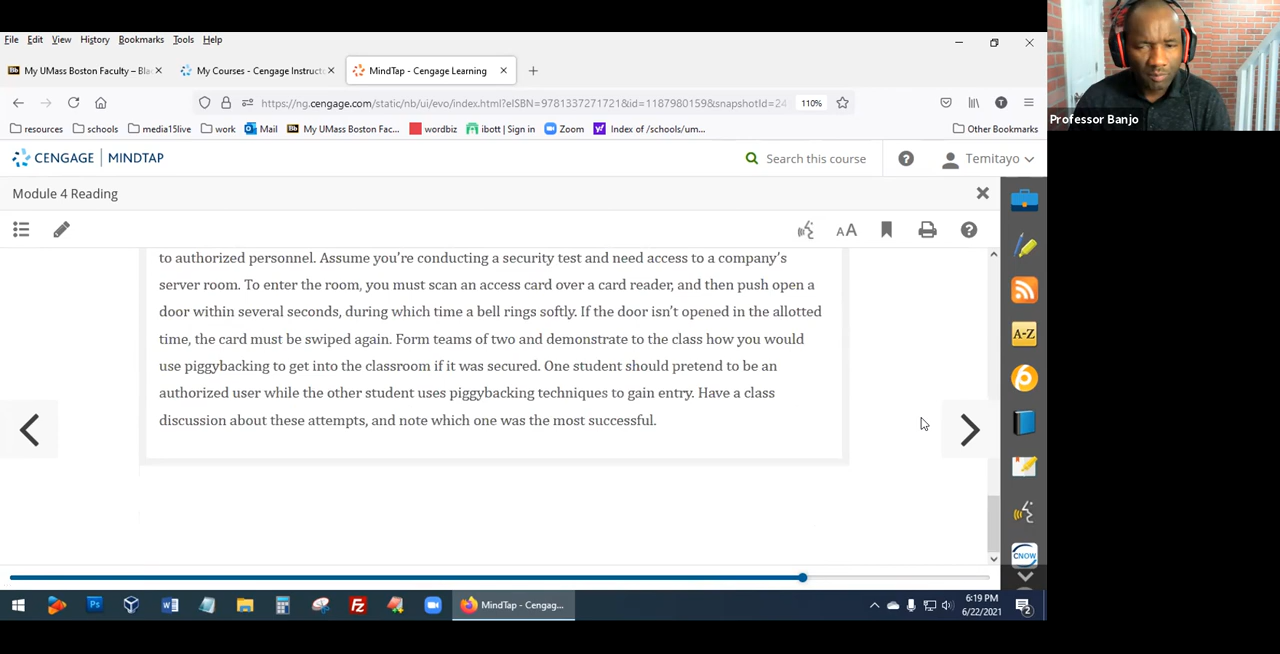 File Edit View History Bookmarks Tools Help
My UMass Boston Faculty – Bla
My Courses - Cengage Instruct
MindTap - Cengage Learning
https://ng.cengage.com/static/nb/ui/evo/index.html?eISBN=9781337271721&id=1187980159&snapshotId=24
110%
resources schools media15live work Mail My UMass Boston Fac... wordbiz ibott | Sign in Zoom Index of /schools/um... Other Bookmarks
Professor Banjo
CENGAGE | MINDTAP
Search this course
Temitayo
Module 4 Reading
AA
to authorized personnel. Assume you're conducting a security test and need access to a company's
server room. To enter the room, you must scan an access card over a card reader, and then push open a
door within several seconds, during which time a bell rings softly. If the door isn't opened in the allotted
time, the card must be swiped again. Form teams of two and demonstrate to the class how you would
use piggybacking to get into the classroom if it was secured. One student should pretend to be an
authorized user while the other student uses piggybacking techniques to gain entry. Have a class
discussion about these attempts, and note which one was the most successful.
A-Z
CNOW
MindTap - Cengag...
6:19 PM
6/22/2021
2